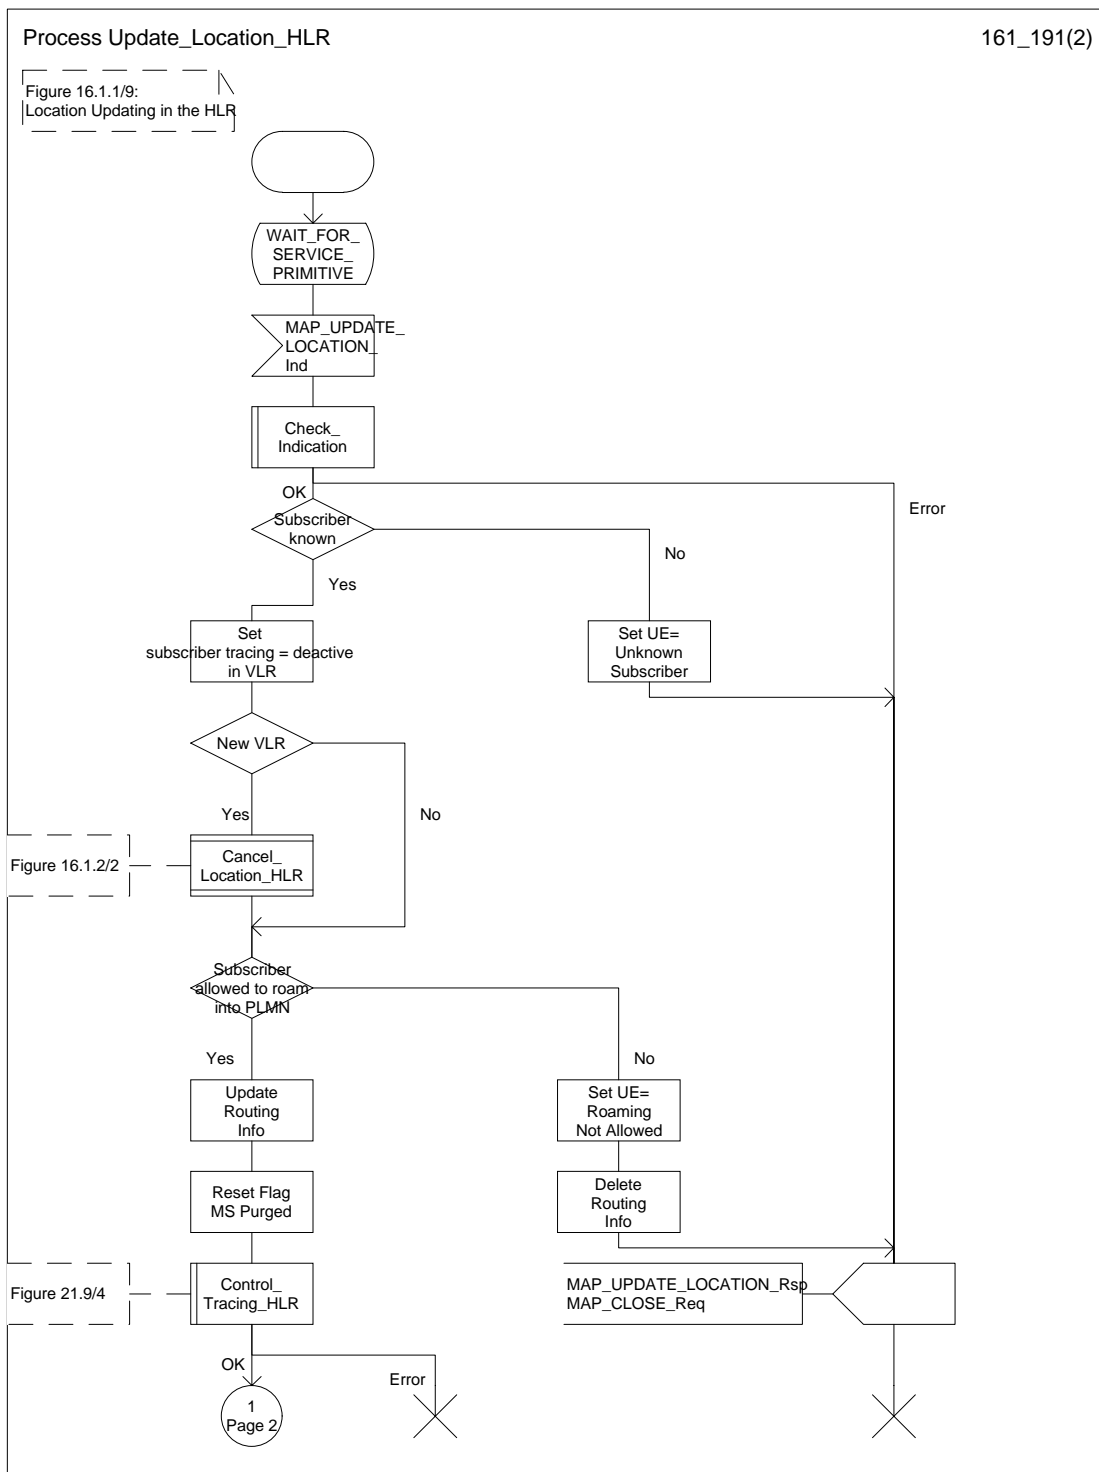 Process Update_Location_HLR
161_191(2)
Figure 16.1.1/9:
Location Updating in the HLR
WAIT_FOR_
SERVICE_
PRIMITIVE
MAP_UPDATE_
LOCATION_
Ind
Check_
Indication
OK
Error
Subscriber
known
No
Yes
Set
subscriber tracing = deactive
in VLR
Set UE=
Unknown
Subscriber
New VLR
Yes
No
Figure 16.1.2/2
Cancel_
Location_HLR
Subscriber
allowed to roam
into PLMN
Yes
No
Update
Routing
Info
Set UE=
Roaming
Not Allowed
Reset Flag
MS Purged
Delete
Routing
Info
Figure 21.9/4
Control_
Tracing_HLR
MAP_UPDATE_LOCATION_Rsp
MAP_CLOSE_Req
OK
Error
1
Page 2